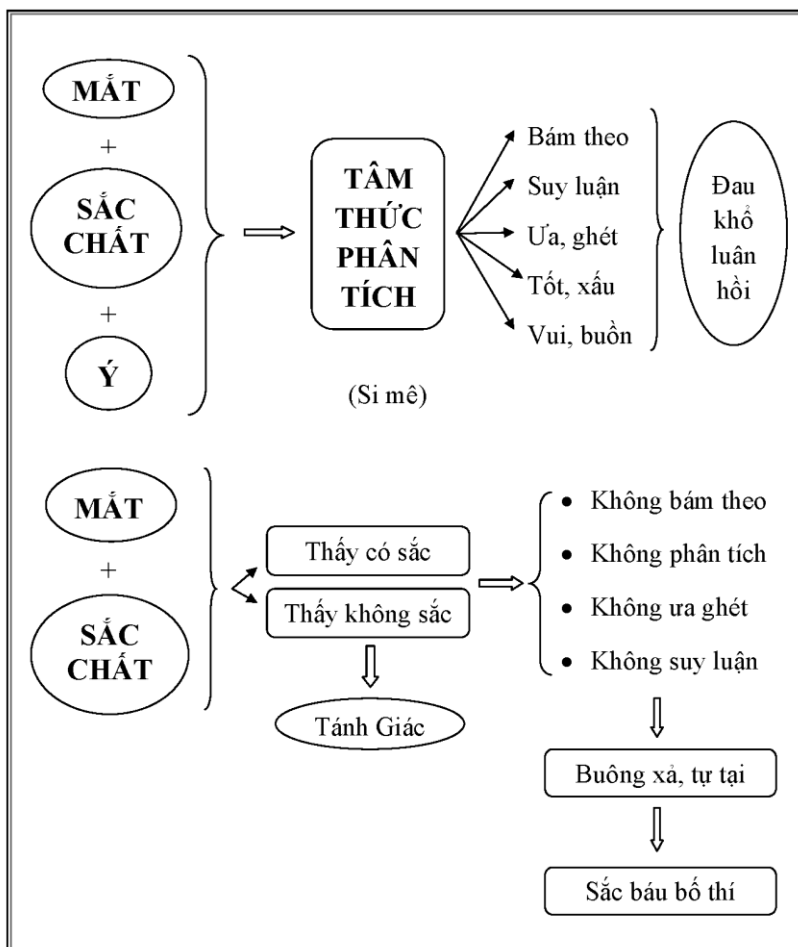 MẮT
+
SẮC
CHẤT
+
Ý
TÂM
THỨC
PHÂN
TÍCH
(Si mê)
Bám theo
Suy luận
Ưa, ghét
Tốt, xấu
Vui, buồn
Đau
khổ
luân
hồi
MẮT
+
SẮC
CHẤT
Thấy có sắc
Thấy không sắc
Tánh Giác
• Không bám theo
• Không phân tích
• Không ưa ghét
• Không suy luận
Buông xả, tự tại
Sắc báu bố thí